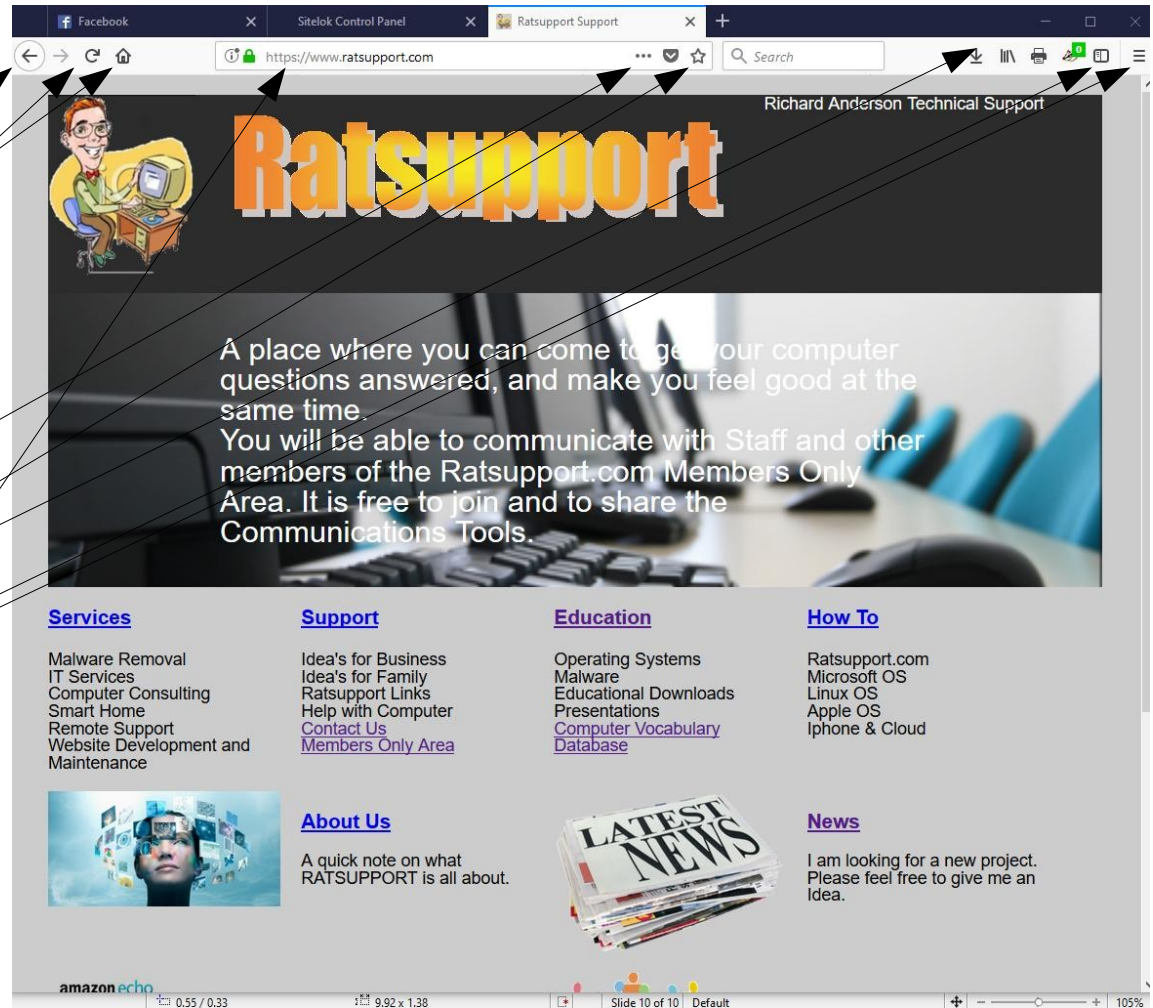 Facebook
Sitelok Control Panel
Ratsupport Support
https://www.ratsupport.com
Search
0
Richard Anderson Technical Support
Ratsupport
A place where you can come to get your computer
questions answered, and make you feel good at the
same time.
You will be able to communicate with Staff and other
members of the Ratsupport.com Members Only
Area. It is free to join and to share the
Communications Tools.
Services
Malware Removal
IT Services
Computer Consulting
Smart Home
Remote Support
Website Development and
Maintenance
Support
Idea's for Business
Idea's for Family
Ratsupport Links
Help with Computer
Contact Us
Members Only Area
Education
Operating Systems
Malware
Educational Downloads
Presentations
Computer Vocabulary
Database
How To
Ratsupport.com
Microsoft OS
Linux OS
Apple OS
Iphone & Cloud
About Us
A quick note on what
RATSUPPORT is all about.
LATEST
NEWS
News
I am looking for a new project.
Please feel free to give me an
Idea.
amazon echo
0.55 / 0.33
9.92 x 1.38
Slide 10 of 10
Default
105%